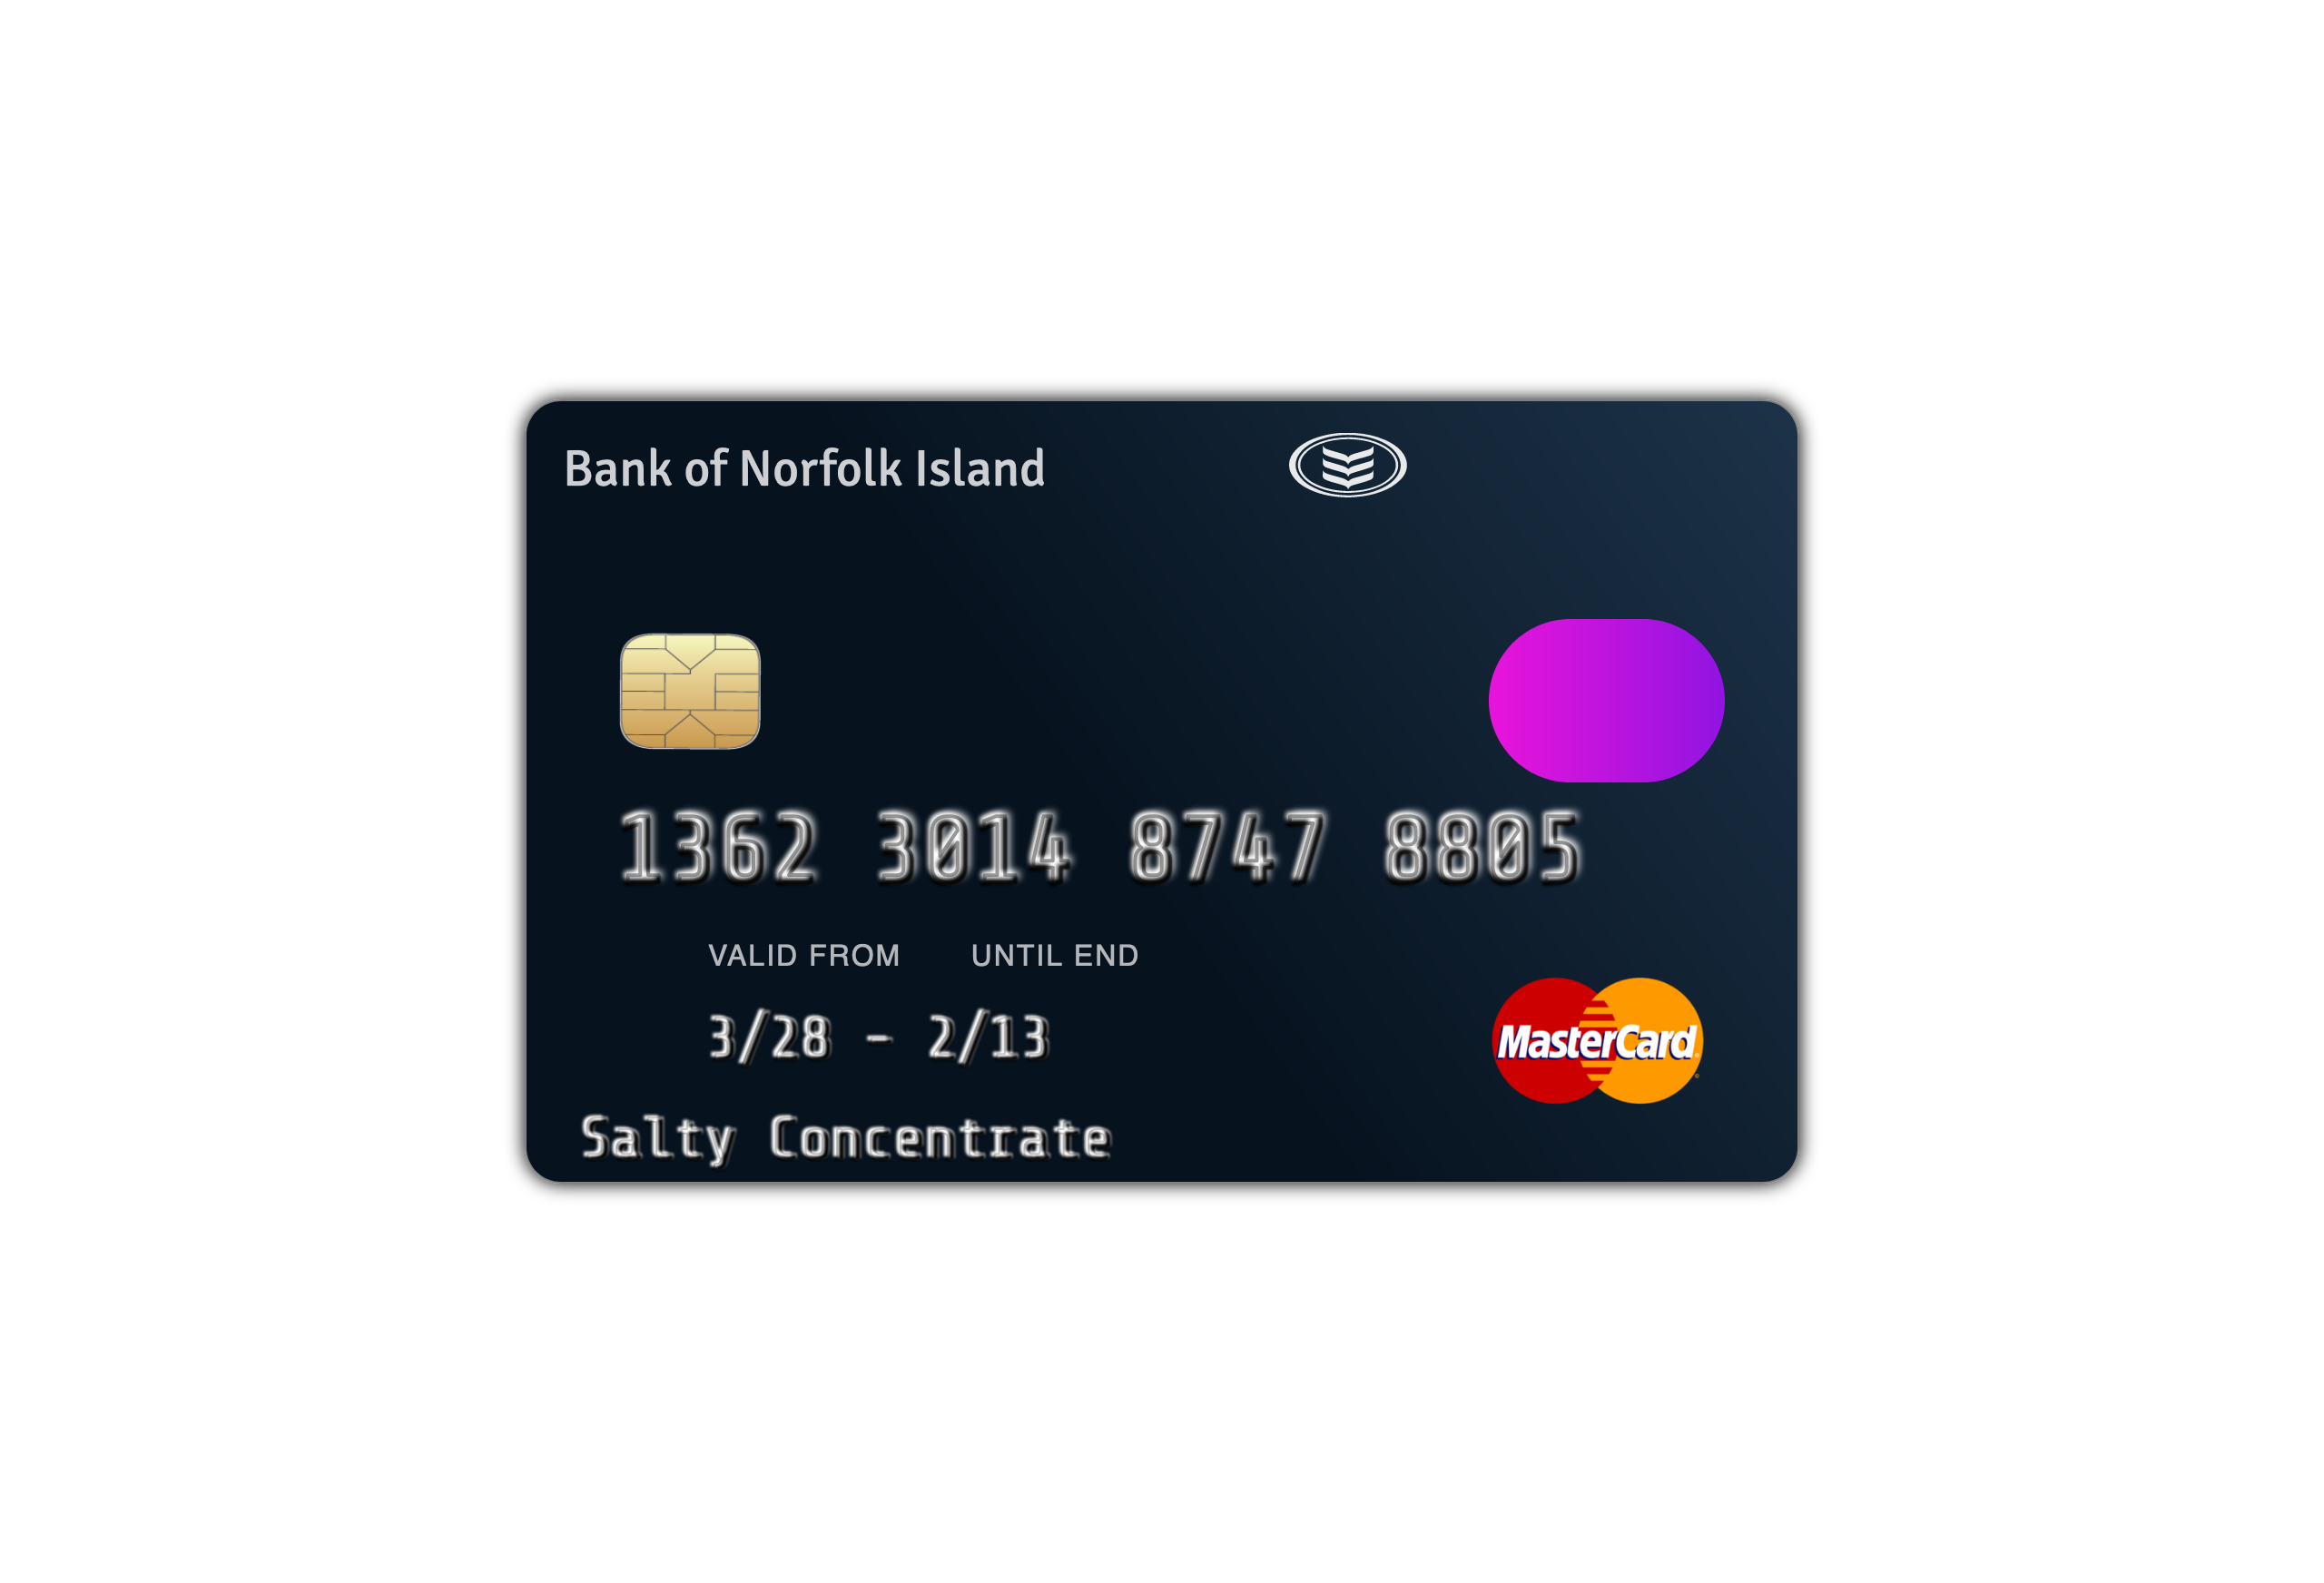 Bank of Norfolk Island
1362 3014 8747 8805
VALID FROM UNTIL END
3/28 - 2/13
MasterCard
Salty Concentrate